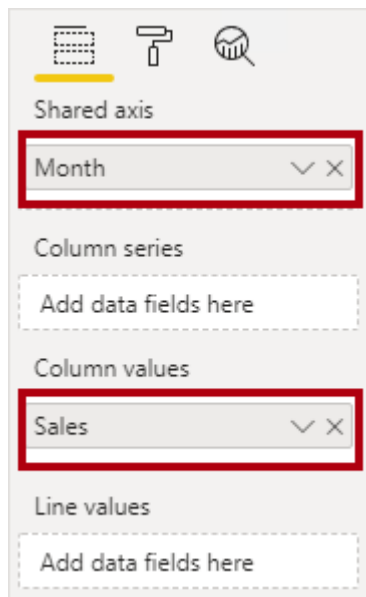 Shared axis
Month
Column series
Add data fields here
Column values
Sales
Line values
Add data fields here